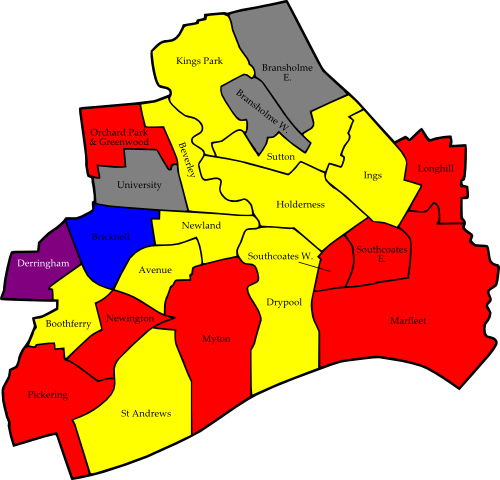 Kings Park
Bransholme
E.
Bransholme W.
Orchard Park
& Greenwood
Beverley
Sutton
Longhill
Ings
University
Holderness
Newland
Bricknell
Derringham
Avenue
Southcoates W.
Southcoates
E.
Drypool
Boothferry
Newington
Marfleet
Myton
Pickering
St Andrews